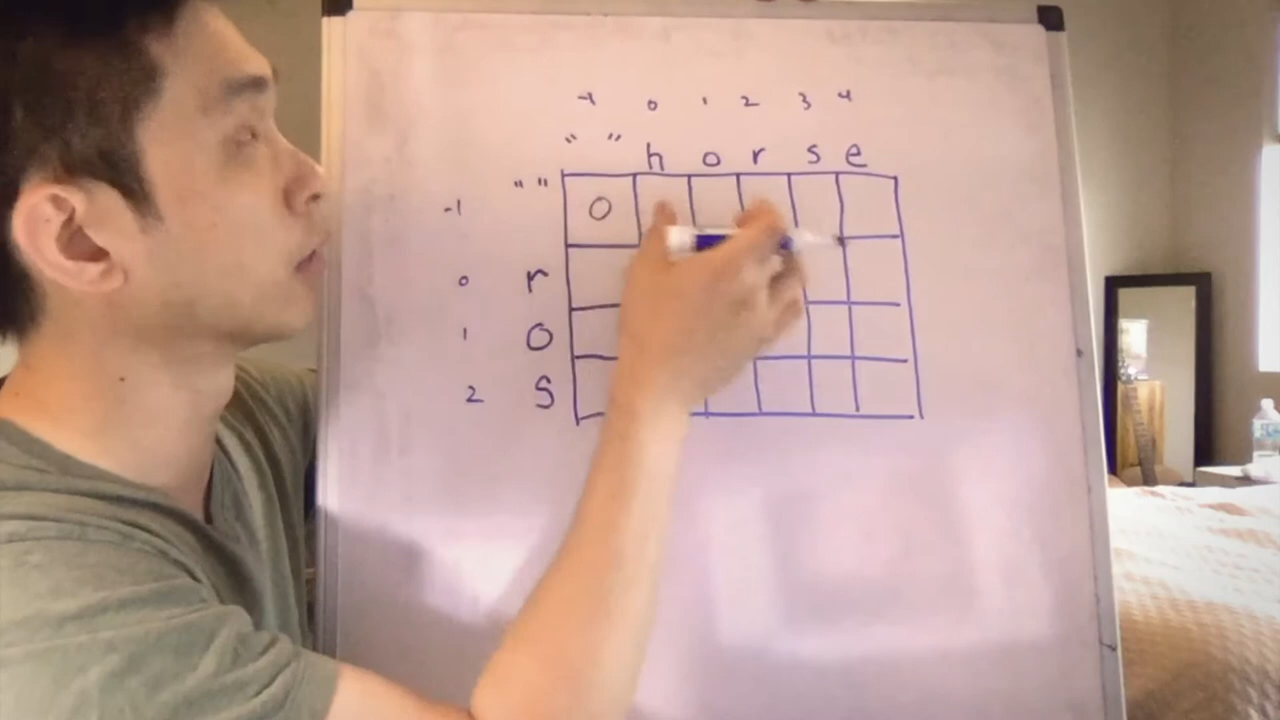 -1 0 1 2 3 4
" " h o r s e
" "
-1 0
0 r
1 o
2 s